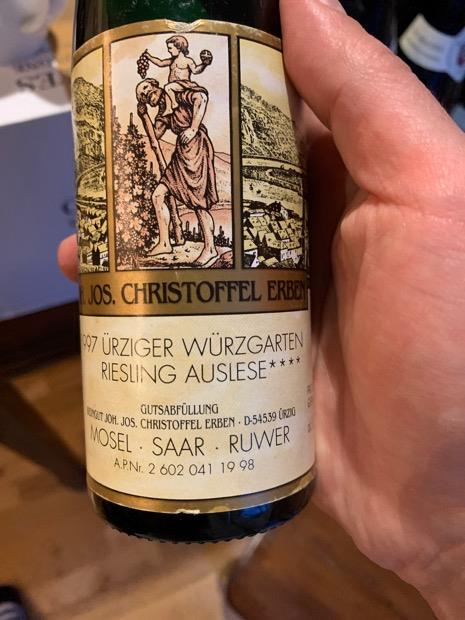 JOS. CHRISTOFFEL ERBEN
997 ÜRZIGER WÜRZGARTEN
RIESLING AUSLESE****
GUTSABFÜLLUNG
WEINGUT JOH. JOS. CHRISTOFFEL ERBEN · D-54539 ÜRZIG
MOSEL · SAAR · RUWER
A.P.Nr. 2 602 041 19 98